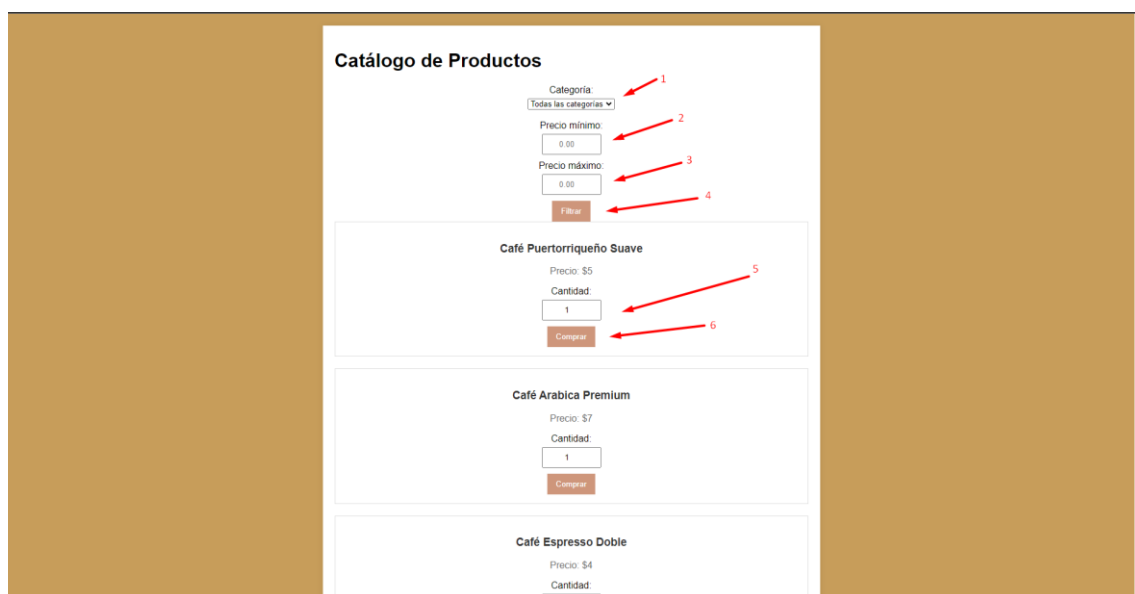 Catálogo de Productos
1
Categoría:
Todas las categorías
2
Precio mínimo:
0.00
3
Precio máximo:
0.00
4
Filtrar
Café Puertorriqueño Suave
Precio: $5
5
Cantidad:
1
6
Comprar
Café Arabica Premium
Precio: $7
Cantidad:
1
Comprar
Café Espresso Doble
Precio: $4
Cantidad: